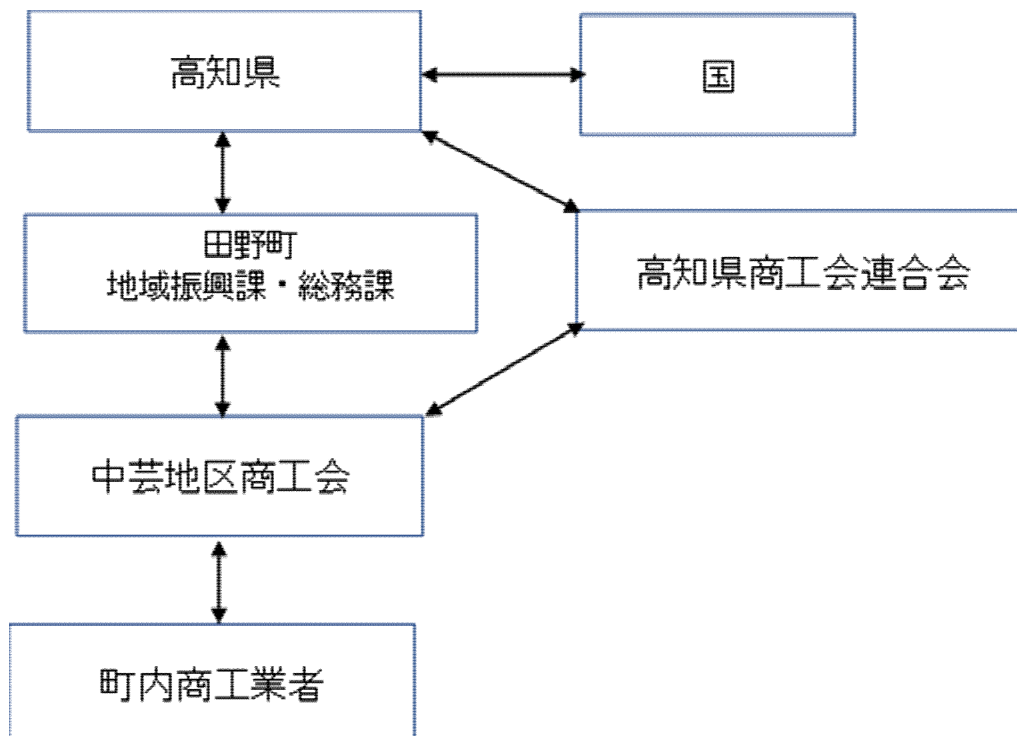 高知県
国
田野町
地域振興課・総務課
高知県商工会連合会
中芸地区商工会
町内商工業者